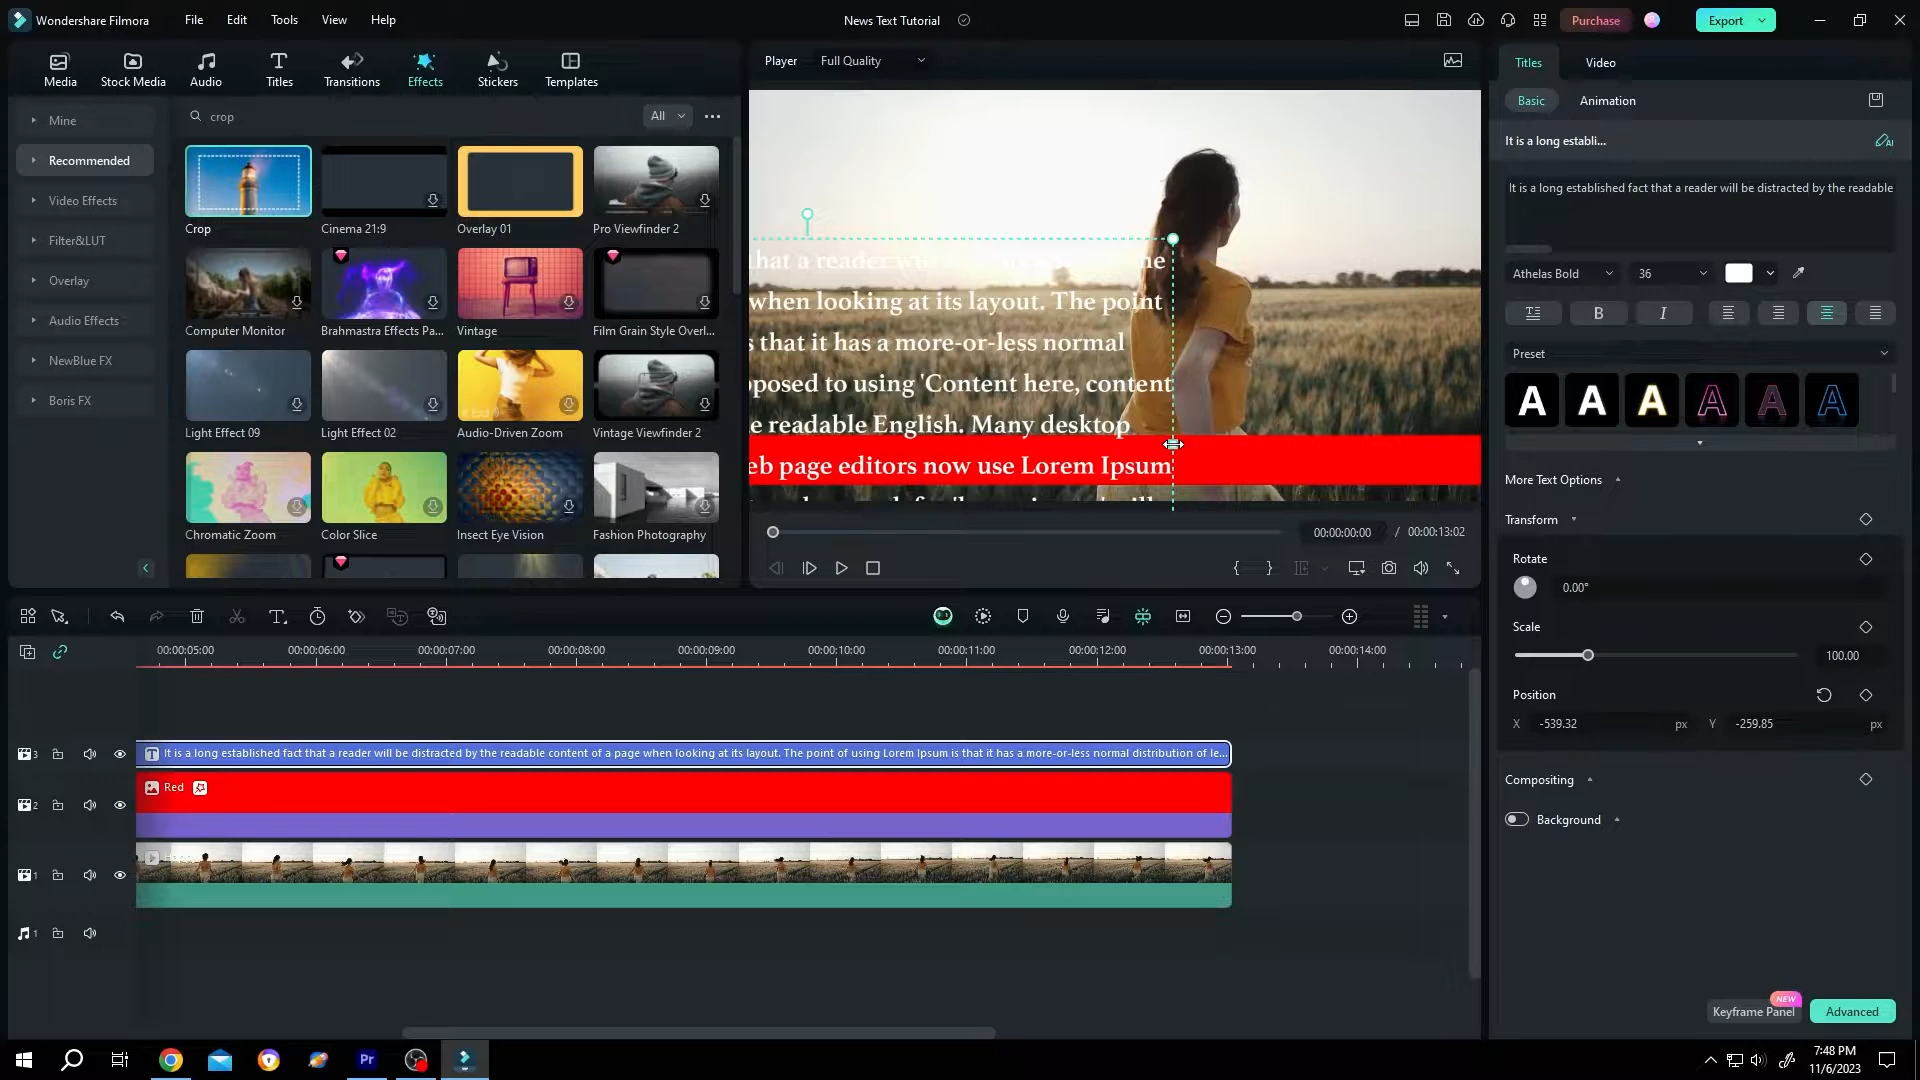 Wondershare Filmora
File
Edit
Tools
View
Help
News Text Tutorial
Purchase
Export
Media
Stock Media
Audio
Titles
Transitions
Effects
Stickers
Templates
Player
Full Quality
Titles
Video
Basic
Animation
Mine
Recommended
Video Effects
Filter&LUT
Overlay
Audio Effects
NewBlue FX
Boris FX
crop
All
Crop
Cinema 21:9
Overlay 01
Pro Viewfinder 2
Computer Monitor
Brahmastra Effects Pa...
Vintage
Film Grain Style Overl...
Light Effect 09
Light Effect 02
Audio-Driven Zoom
Vintage Viewfinder 2
Chromatic Zoom
Color Slice
Insect Eye Vision
Fashion Photography
that a reader
when looking at its layout. The point
s that it has a more-or-less normal
posed to using 'Content here, content
e readable English. Many desktop
eb page editors now use Lorem Ipsum
00:00:00:00 / 00:00:13:02
It is a long establi...
AI
It is a long established fact that a reader will be distracted by the readable
Athelas Bold
36
B
I
Preset
A A A A A A
More Text Options
Transform
Rotate
0.00°
Scale
100.00
Position
X -539.32 px Y -259.85 px
Compositing
Background
NEW
Keyframe Panel
Advanced
00:00:05:00 00:00:06:00 00:00:07:00 00:00:08:00 00:00:09:00 00:00:10:00 00:00:11:00 00:00:12:00 00:00:13:00 00:00:14:00
3
T It is a long established fact that a reader will be distracted by the readable content of a page when looking at its layout. The point of using Lorem Ipsum is that it has a more-or-less normal distribution of le...
2
Red
1
1
Pr
7:48 PM
11/6/2023